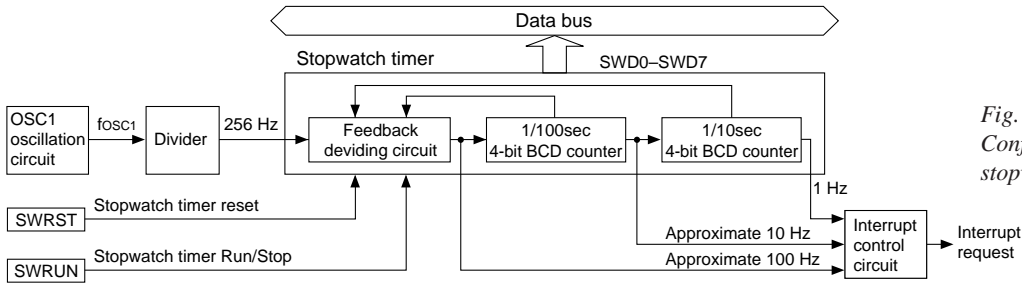 Data bus
Stopwatch timer
SWD0–SWD7
OSC1
oscillation
circuit
fOSC1
Divider
256 Hz
Feedback
deviding circuit
1/100sec
4-bit BCD counter
1/10sec
4-bit BCD counter
Fig.
stop
1 Hz
SWRST
Stopwatch timer reset
SWRUN
Stopwatch timer Run/Stop
Approximate 10 Hz
Approximate 100 Hz
Interrupt
control
circuit
Interrupt
request